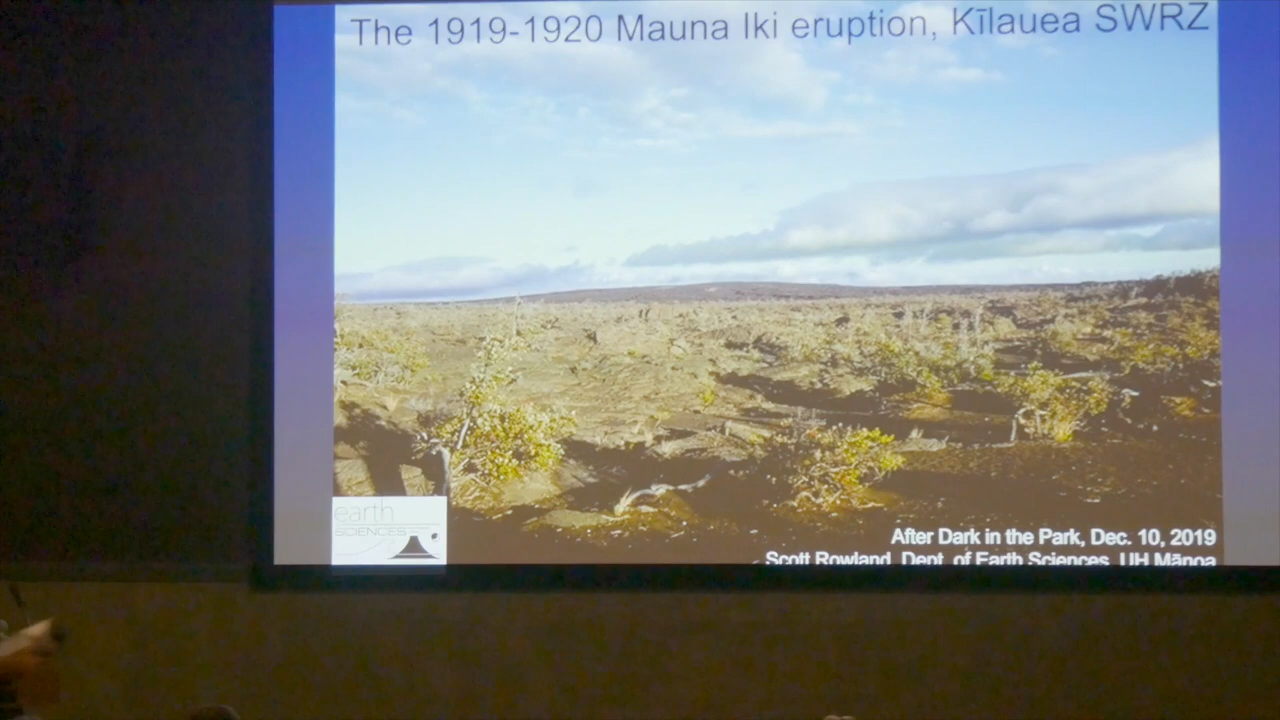 The 1919-1920 Mauna Iki eruption, Kīlauea SWRZ
earth
SCIENCES
After Dark in the Park, Dec. 10, 2019
Scott Rowland, Dept. of Earth Sciences, UH Mānoa